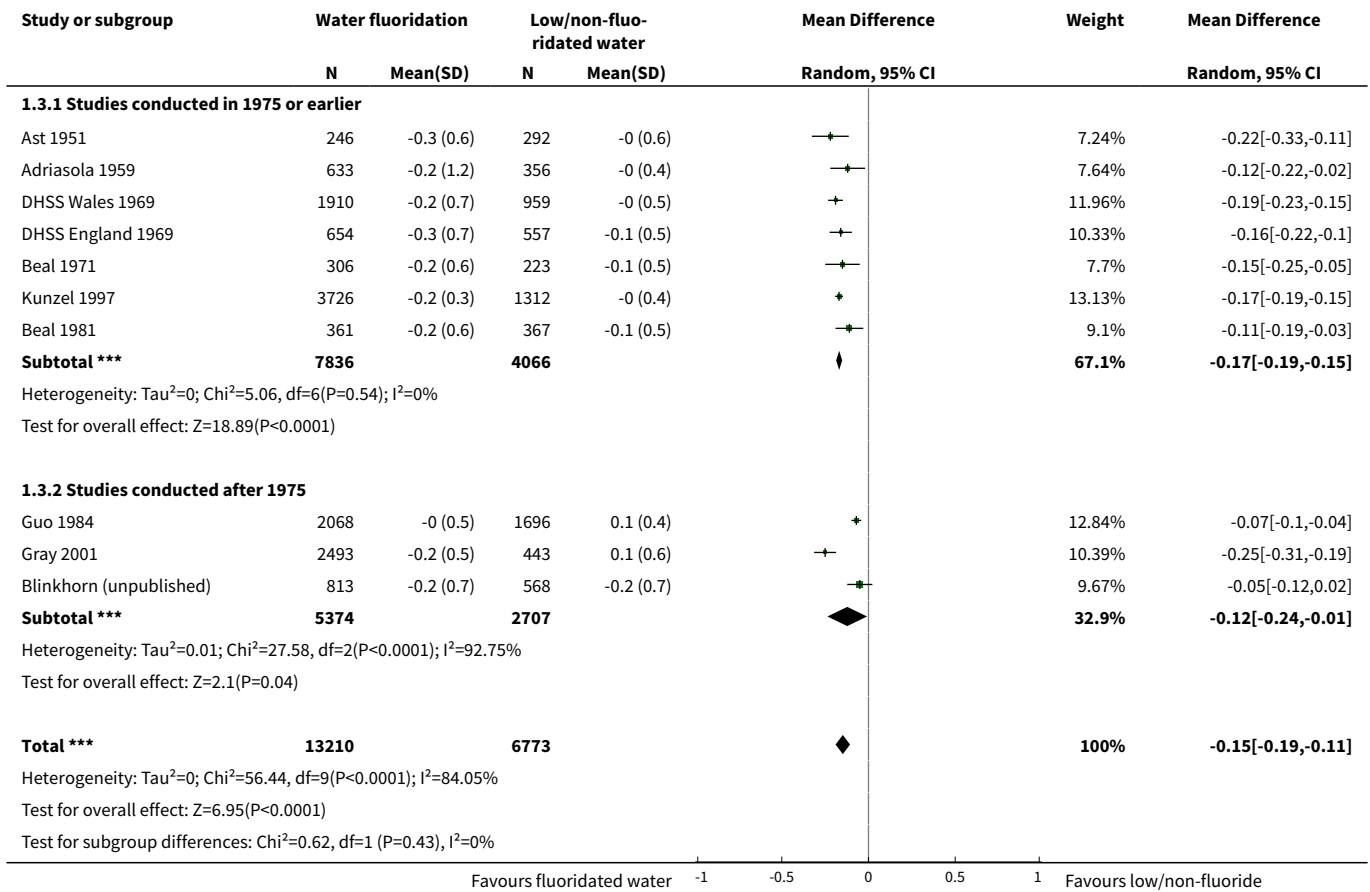 Study or subgroup Water fluoridation Low/non-fluo- Mean Difference Weight Mean Difference
ridated water
N Mean(SD) N Mean(SD) Random, 95% CI Random, 95% CI
1.3.1 Studies conducted in 1975 or earlier
Ast 1951 246 -0.3 (0.6) 292 -0 (0.6) 7.24% -0.22[-0.33,-0.11]
Adriasola 1959 633 -0.2 (1.2) 356 -0 (0.4) 7.64% -0.12[-0.22,-0.02]
DHSS Wales 1969 1910 -0.2 (0.7) 959 -0 (0.5) 11.96% -0.19[-0.23,-0.15]
DHSS England 1969 654 -0.3 (0.7) 557 -0.1 (0.5) 10.33% -0.16[-0.22,-0.1]
Beal 1971 306 -0.2 (0.6) 223 -0.1 (0.5) 7.7% -0.15[-0.25,-0.05]
Kunzel 1997 3726 -0.2 (0.3) 1312 -0 (0.4) 13.13% -0.17[-0.19,-0.15]
Beal 1981 361 -0.2 (0.6) 367 -0.1 (0.5) 9.1% -0.11[-0.19,-0.03]
Subtotal *** 7836 4066 67.1% -0.17[-0.19,-0.15]
Heterogeneity: Tau²=0; Chi²=5.06, df=6(P=0.54); I²=0%
Test for overall effect: Z=18.89(P<0.0001)
1.3.2 Studies conducted after 1975
Guo 1984 2068 -0 (0.5) 1696 0.1 (0.4) 12.84% -0.07[-0.1,-0.04]
Gray 2001 2493 -0.2 (0.5) 443 0.1 (0.6) 10.39% -0.25[-0.31,-0.19]
Blinkhorn (unpublished) 813 -0.2 (0.7) 568 -0.2 (0.7) 9.67% -0.05[-0.12,0.02]
Subtotal *** 5374 2707 32.9% -0.12[-0.24,-0.01]
Heterogeneity: Tau²=0.01; Chi²=27.58, df=2(P<0.0001); I²=92.75%
Test for overall effect: Z=2.1(P=0.04)
Total *** 13210 6773 100% -0.15[-0.19,-0.11]
Heterogeneity: Tau²=0; Chi²=56.44, df=9(P<0.0001); I²=84.05%
Test for overall effect: Z=6.95(P<0.0001)
Test for subgroup differences: Chi²=0.62, df=1 (P=0.43), I²=0%
Favours fluoridated water -1 -0.5 0 0.5 1 Favours low/non-fluoride